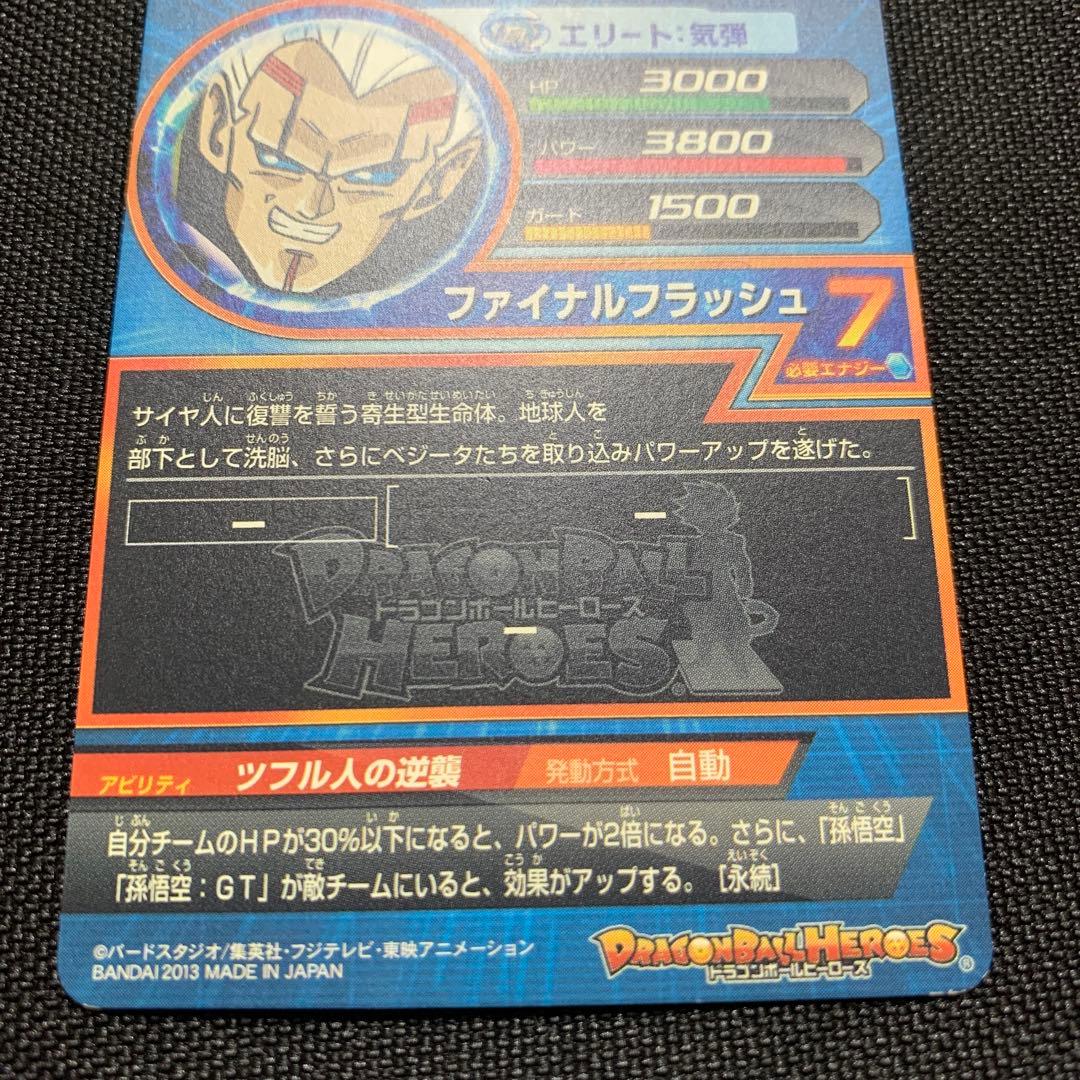 エリート:気弾
HP 3000
パワー 3800
ガード 1500
ファイナルフラッシュ 7
必要エナジー
サイヤ人に復讐を誓う寄生型生命体。地球人を
部下として洗脳、さらにベジータたちを取り込みパワーアップを遂げた。
ー
ー
DRAGON BALL
ドラゴンボールヒーローズ
ー
HEROES®
アビリティ ツフル人の逆襲 発動方式 自動
自分チームのHPが30%以下になると、パワーが2倍になる。さらに、「孫悟空」
「孫悟空:GT」が敵チームにいると、効果がアップする。[永続]
©バードスタジオ/集英社・フジテレビ・東映アニメーション
BANDAI 2013 MADE IN JAPAN
DRAGON BALL HEROES®
ドラゴンボールヒーローズ